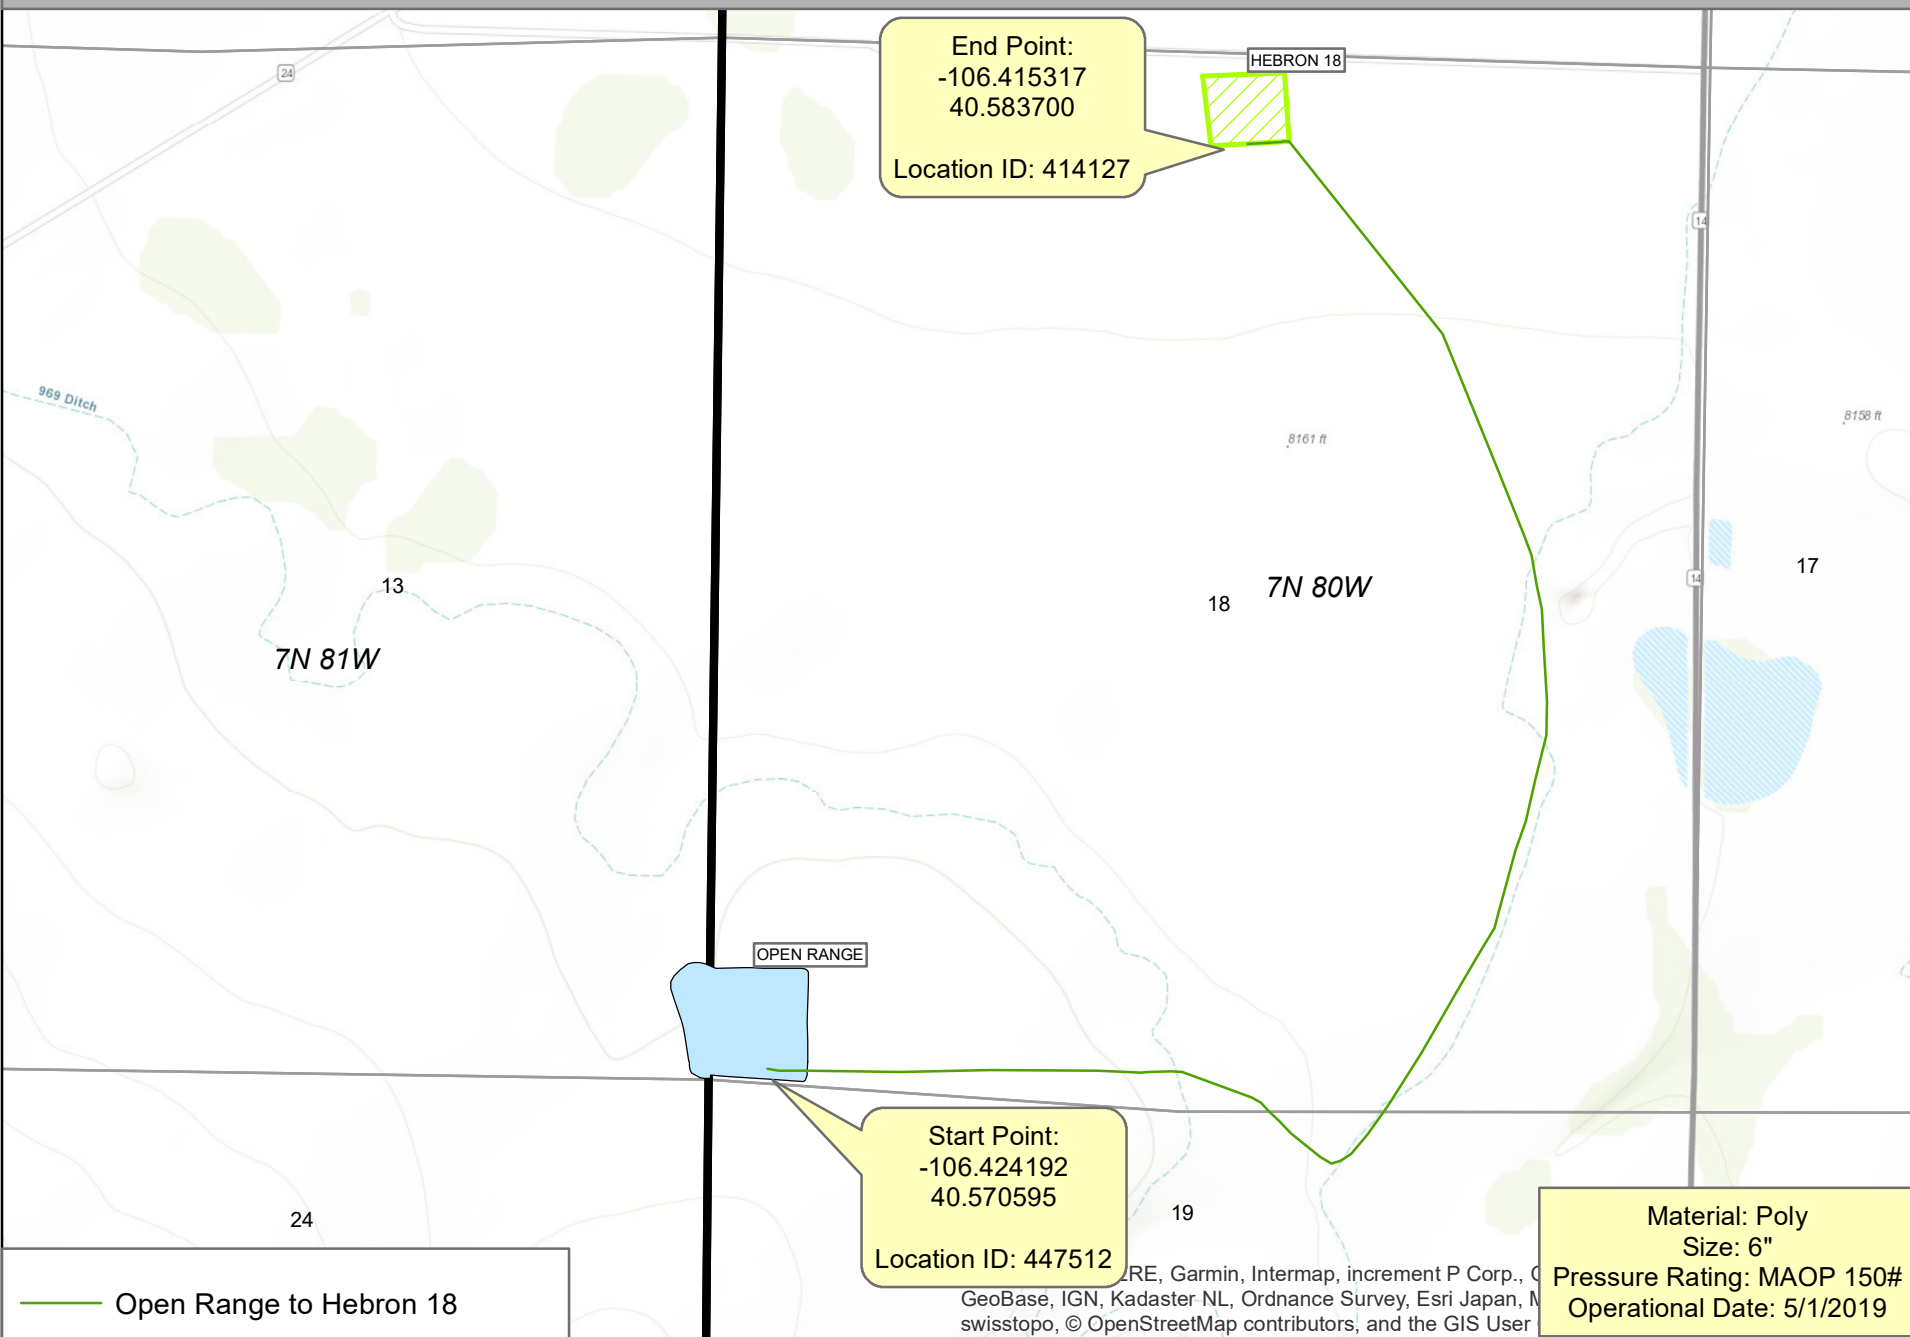 End Point:
-106.415317
40.583700
Location ID: 414127
HEBRON 18
24
14
969 Ditch
8161 ft
8158 ft
13
7N 81W
18
7N 80W
14
17
OPEN RANGE
Start Point:
-106.424192
40.570595
Location ID: 447512
24
19
Material: Poly
Size: 6"
Pressure Rating: MAOP 150#
Operational Date: 5/1/2019
Open Range to Hebron 18
Garmin, Intermap, increment P Corp.,
GeoBase, IGN, Kadaster NL, Ordnance Survey, Esri Japan,
swisstopo, © OpenStreetMap contributors, and the GIS User